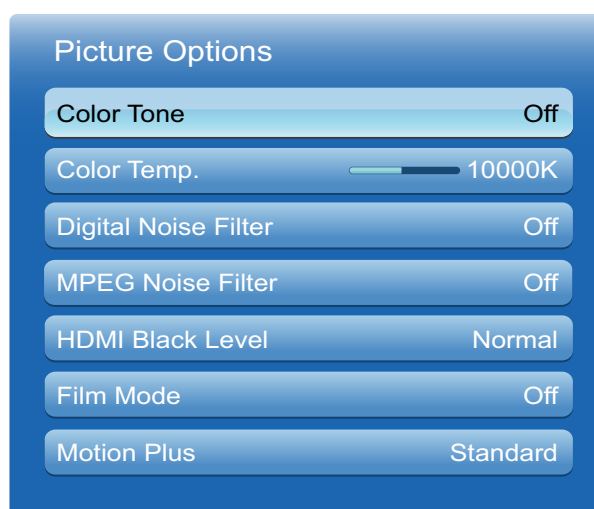 Picture Options
Color Tone Off
Color Temp. 10000K
Digital Noise Filter Off
MPEG Noise Filter Off
HDMI Black Level Normal
Film Mode Off
Motion Plus Standard